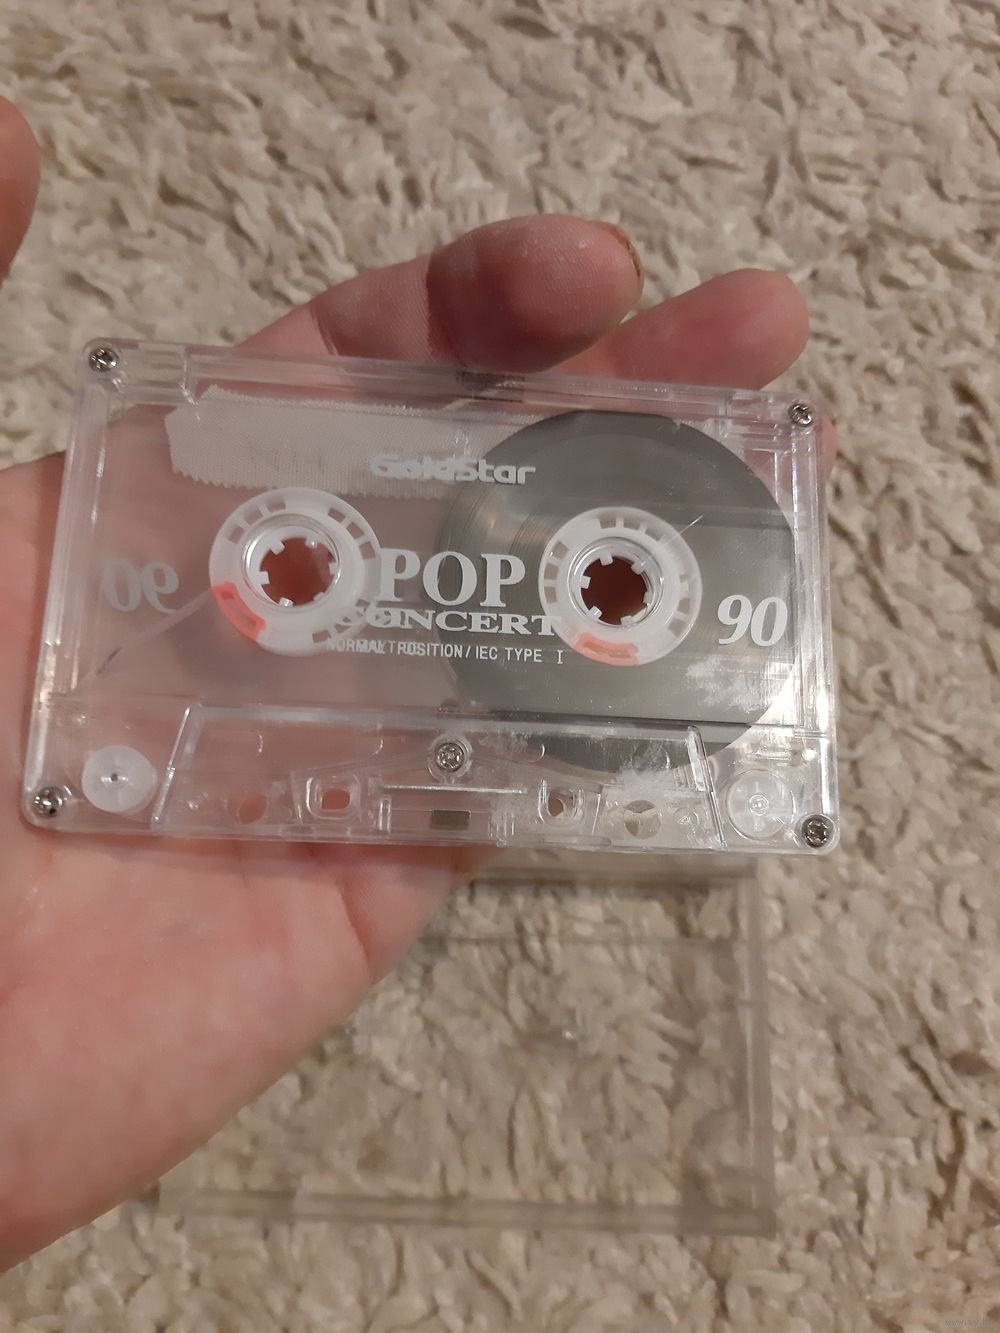 GoldStar
POP
CONCERT
90
NORMAL POSITION / IEC TYPE I
90